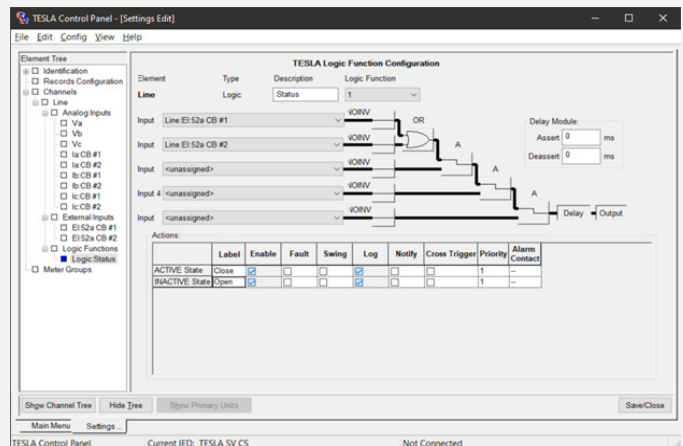 TESLA Control Panel - [Settings Edit]
File Edit Config View Help
Element Tree
Identification
Records Configuration
Channels
Line
Analog Inputs
Va
Vb
Vc
Ia:CB #1
Ia:CB #2
Ib:CB #1
Ib:CB #2
Ic:CB #1
Ic:CB #2
External Inputs
EI:52a CB #1
EI:52a CB #2
Logic Functions
Logic:Status
Meter Groups
TESLA Logic Function Configuration
Element Type Description Logic Function
Line Logic Status 1
Input Line:EI:52a CB #1 NOINV OR
Input Line:EI:52a CB #2 NOINV A
Input <unassigned> NOINV A
Input 4 <unassigned> NOINV A
Input <unassigned> NOINV
Delay Module:
Assert 0 ms
Deassert 0 ms
Delay Output
Actions:
Label Enable Fault Swing Log Notify Cross Trigger Priority Alarm Contact
ACTIVE State Close 1 --
INACTIVE State Open 1 --
Show Channel Tree Hide Tree Show Primary Units Save/Close
Main Menu Settings ...
TESLA Control Panel Current IED: TESLA SV CS Not Connected